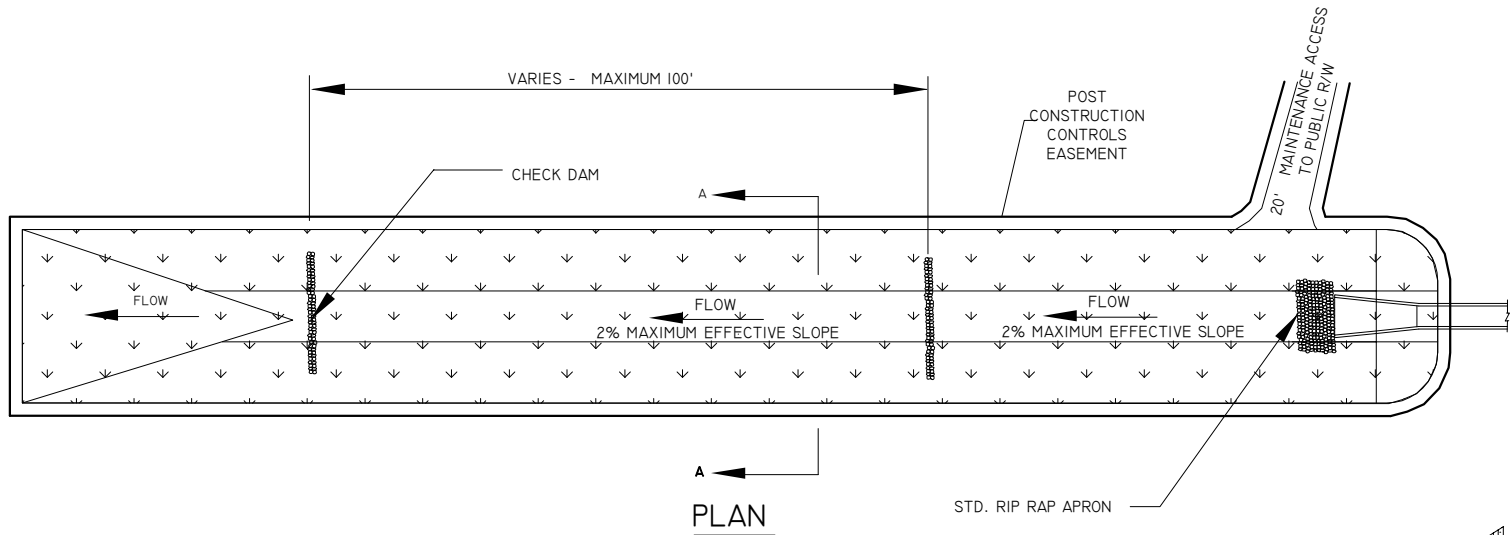 VARIES - MAXIMUM 100'
POST
CONSTRUCTION
CONTROLS
EASEMENT
20' MAINTENANCE ACCESS
TO PUBLIC R/W
CHECK DAM
A
FLOW
FLOW
2% MAXIMUM EFFECTIVE SLOPE
FLOW
2% MAXIMUM EFFECTIVE SLOPE
A
STD. RIP RAP APRON
PLAN